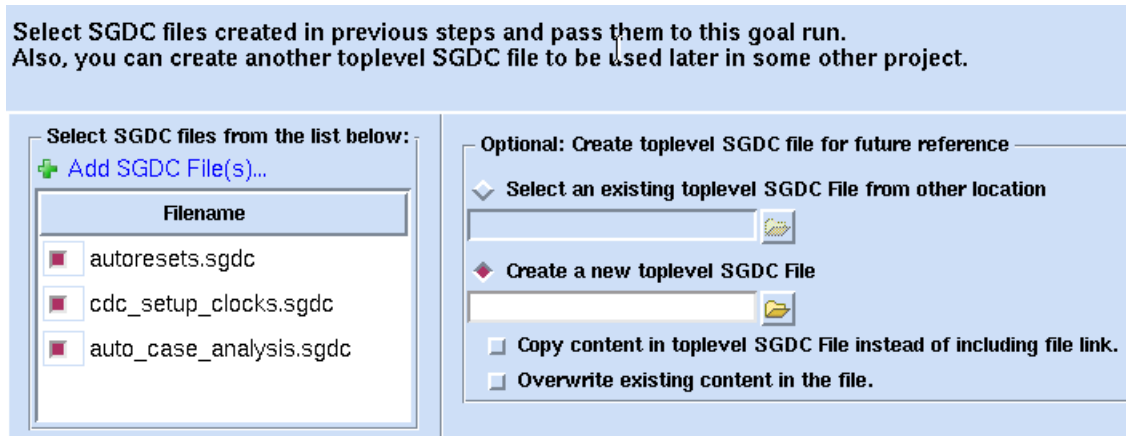 Select SGDC files created in previous steps and pass them to this goal run.
Also, you can create another toplevel SGDC file to be used later in some other project.
Select SGDC files from the list below:
Add SGDC File(s)...
Filename
autoresets.sgdc
cdc_setup_clocks.sgdc
auto_case_analysis.sgdc
Optional: Create toplevel SGDC file for future reference
Select an existing toplevel SGDC File from other location
Create a new toplevel SGDC File
Copy content in toplevel SGDC File instead of including file link.
Overwrite existing content in the file.